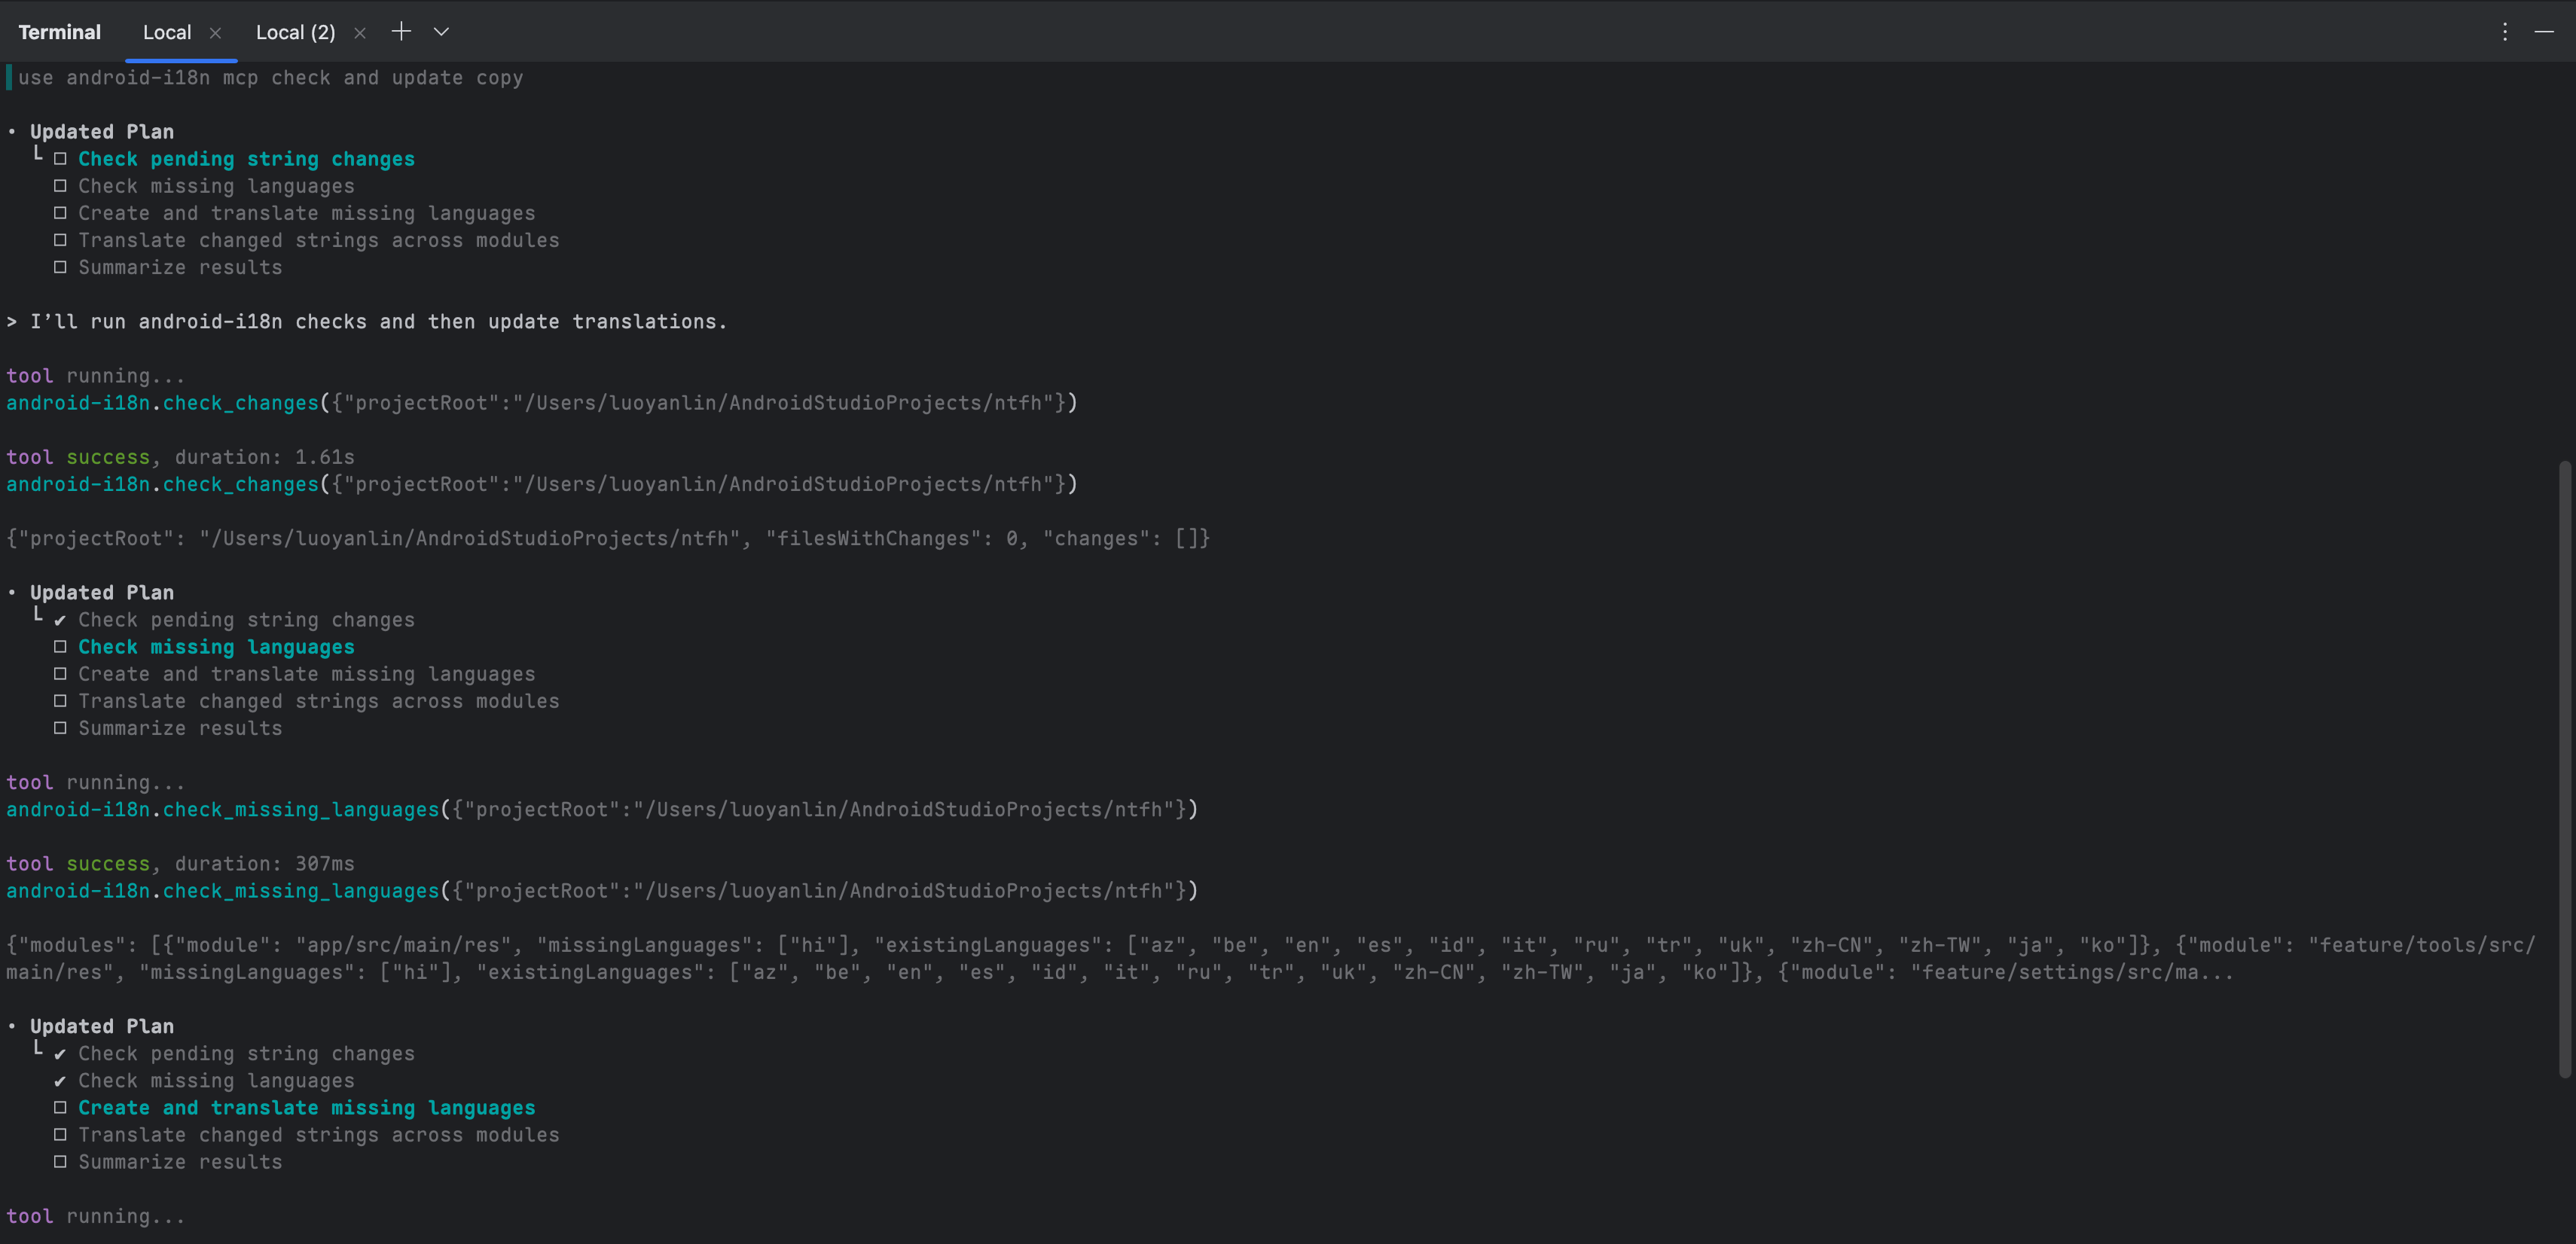 Terminal Local Local (2)
use android-i18n mcp check and update copy
• Updated Plan
└ □ Check pending string changes
□ Check missing languages
□ Create and translate missing languages
□ Translate changed strings across modules
□ Summarize results
> I’ll run android-i18n checks and then update translations.
tool running...
android-i18n.check_changes({"projectRoot":"/Users/luoyanlin/AndroidStudioProjects/ntfh"})
tool success, duration: 1.61s
android-i18n.check_changes({"projectRoot":"/Users/luoyanlin/AndroidStudioProjects/ntfh"})
{"projectRoot": "/Users/luoyanlin/AndroidStudioProjects/ntfh", "filesWithChanges": 0, "changes": []}
• Updated Plan
└ ✔ Check pending string changes
□ Check missing languages
□ Create and translate missing languages
□ Translate changed strings across modules
□ Summarize results
tool running...
android-i18n.check_missing_languages({"projectRoot":"/Users/luoyanlin/AndroidStudioProjects/ntfh"})
tool success, duration: 307ms
android-i18n.check_missing_languages({"projectRoot":"/Users/luoyanlin/AndroidStudioProjects/ntfh"})
{"modules": [{"module": "app/src/main/res", "missingLanguages": ["hi"], "existingLanguages": ["az", "be", "en", "es", "id", "it", "ru", "tr", "uk", "zh-CN", "zh-TW", "ja", "ko"]}, {"module": "feature/tools/src/
main/res", "missingLanguages": ["hi"], "existingLanguages": ["az", "be", "en", "es", "id", "it", "ru", "tr", "uk", "zh-CN", "zh-TW", "ja", "ko"]}, {"module": "feature/settings/src/ma...
• Updated Plan
└ ✔ Check pending string changes
✔ Check missing languages
□ Create and translate missing languages
□ Translate changed strings across modules
□ Summarize results
tool running...